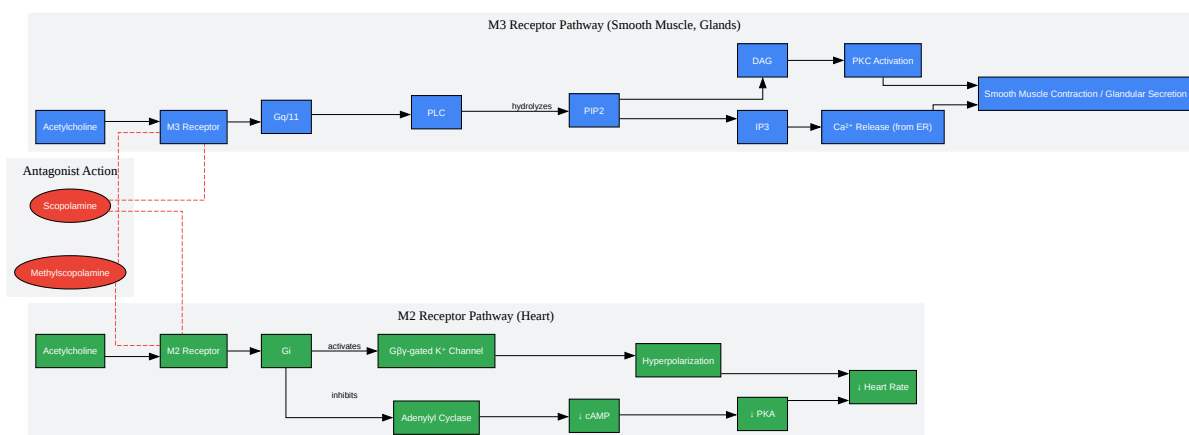 M3 Receptor Pathway (Smooth Muscle, Glands)
DAG
PKC Activation
Smooth Muscle Contraction / Glandular Secretion
Acetylcholine
M3 Receptor
Gq/11
PLC
hydrolyzes
PIP2
IP3
Ca²⁺ Release (from ER)
Antagonist Action
Scopolamine
Methylscopolamine
M2 Receptor Pathway (Heart)
Acetylcholine
M2 Receptor
Gi
activates
Gβγ-gated K⁺ Channel
Hyperpolarization
↓ Heart Rate
inhibits
Adenylyl Cyclase
↓ cAMP
↓ PKA